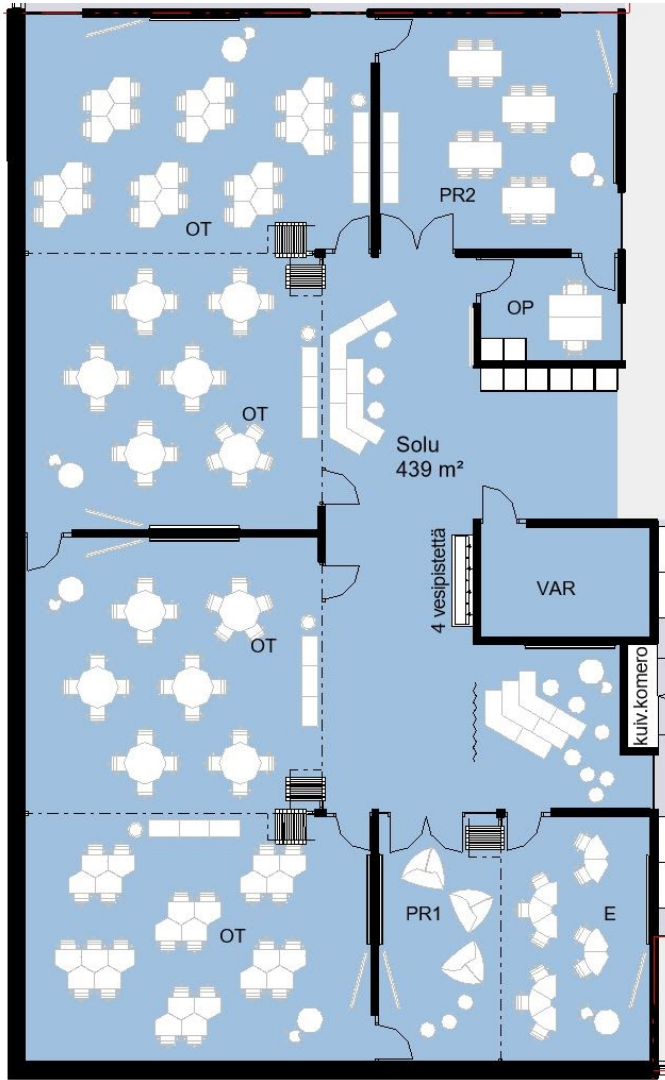 PR2
OT
OP
OT
Solu
439 m²
4 vesipistettä
VAR
OT
kuiv.komero
PR1
E
OT